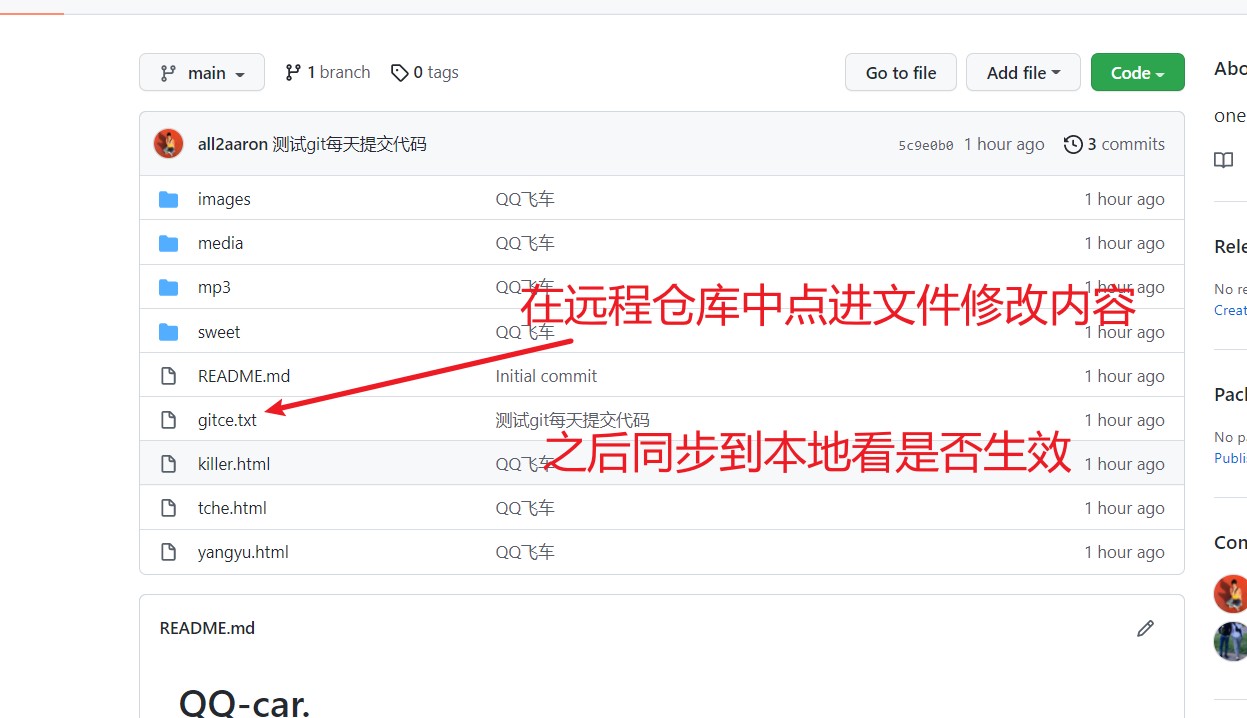 main 1 branch 0 tags Go to file Add file Code
Abo
all2aaron 测试git每天提交代码 5c9e0b0 1 hour ago 3 commits
one
images QQ飞车 1 hour ago
media QQ飞车 1 hour ago
Rele
mp3 QQ飞车 1 hour ago
No re
在远程仓库中点进文件修改内容
Creat
sweet QQ飞车 1 hour ago
README.md Initial commit 1 hour ago
Pack
gitce.txt 测试git每天提交代码 1 hour ago
No pa
之后同步到本地看是否生效
Publis
killer.html QQ飞车 1 hour ago
tche.html QQ飞车 1 hour ago
Con
yangyu.html QQ飞车 1 hour ago
README.md
QQ-car.